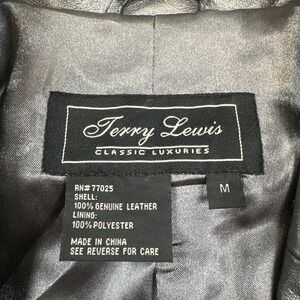 Terry Lewis
CLASSIC LUXURIES
RN# 77025
SHELL:
100% GENUINE LEATHER
LINING:
100% POLYESTER
MADE IN CHINA
SEE REVERSE FOR CARE
M